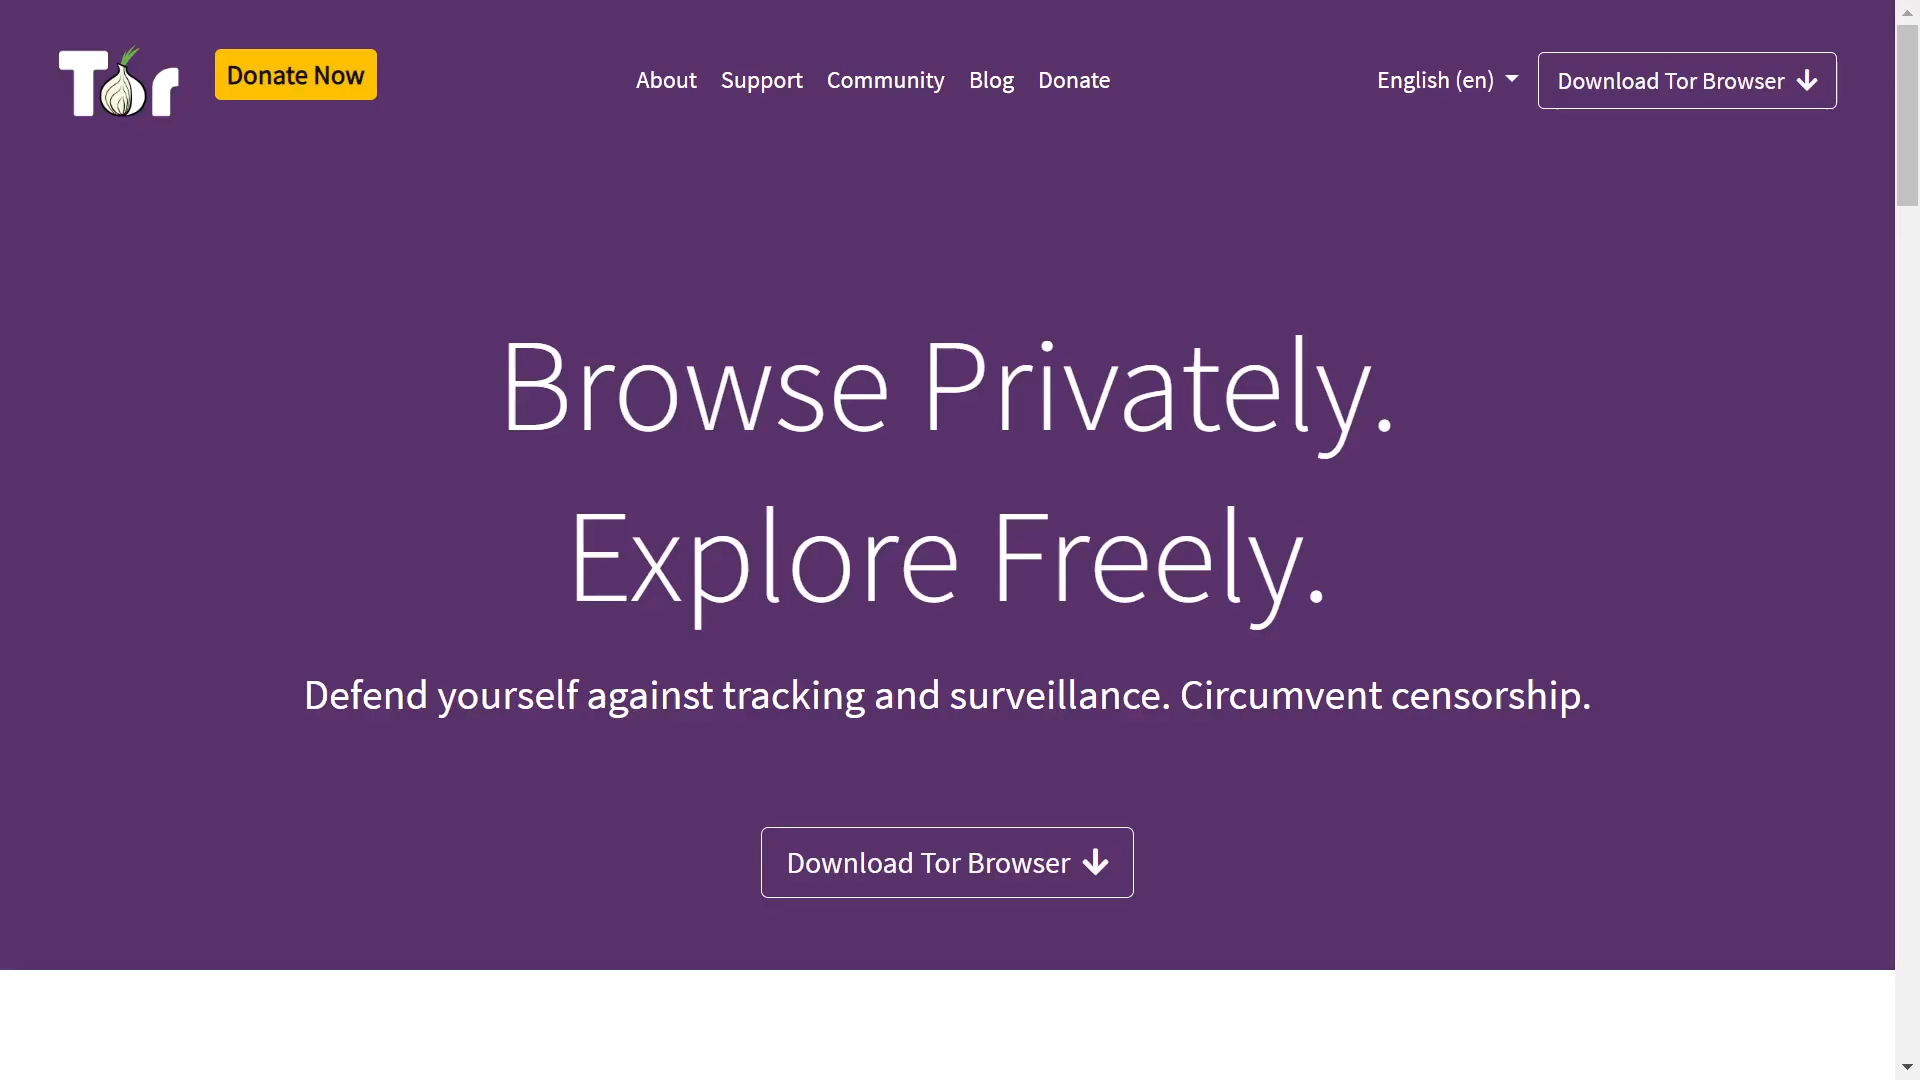 Tor
Donate Now
About Support Community Blog Donate
English (en)
Download Tor Browser
Browse Privately.
Explore Freely.
Defend yourself against tracking and surveillance. Circumvent censorship.
Download Tor Browser